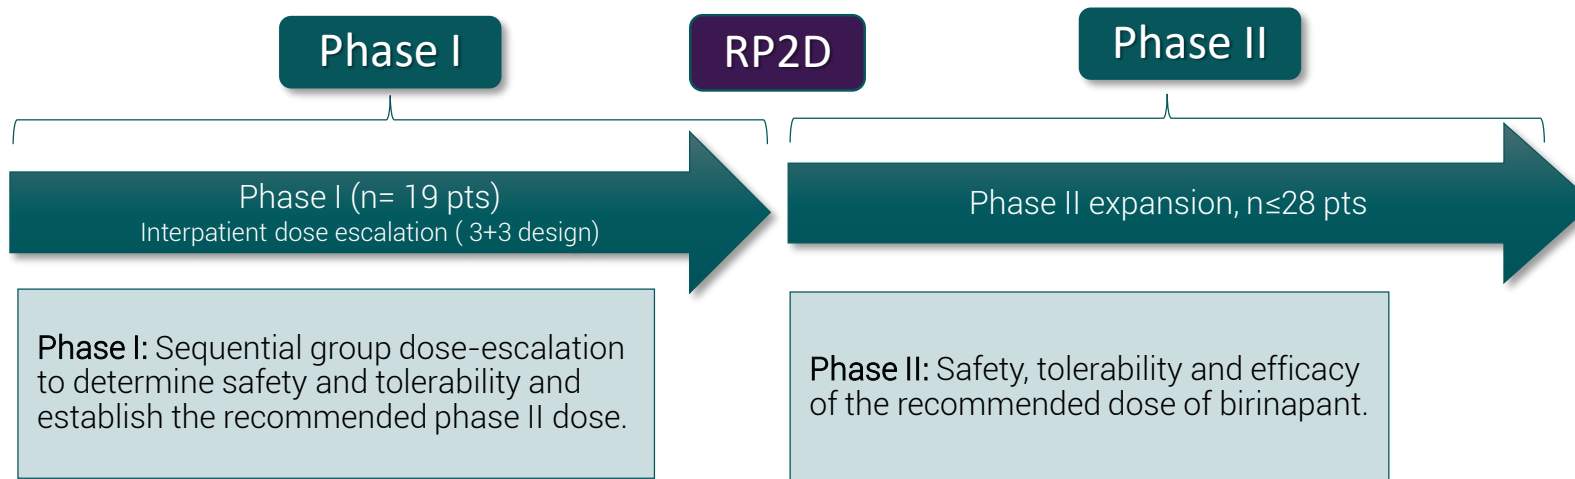 Phase I
RP2D
Phase II
Phase I (n= 19 pts)
Interpatient dose escalation ( 3+3 design)
Phase II expansion, n≤28 pts
Phase I: Sequential group dose-escalation
to determine safety and tolerability and
establish the recommended phase II dose.
Phase II: Safety, tolerability and efficacy
of the recommended dose of birinapant.